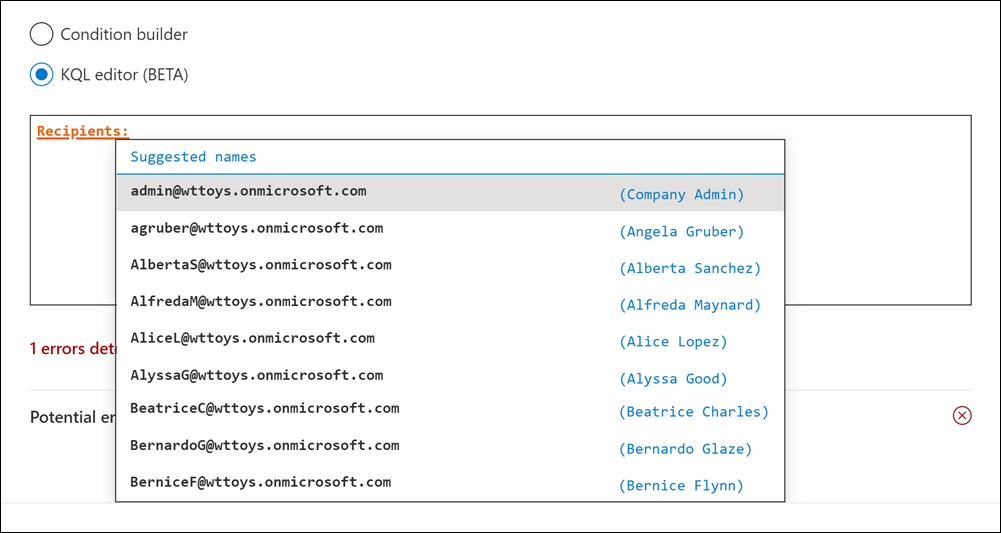 Condition builder
KQL editor (BETA)
Recipients:
Suggested names
admin@wttoys.onmicrosoft.com (Company Admin)
agruber@wttoys.onmicrosoft.com (Angela Gruber)
AlbertaS@wttoys.onmicrosoft.com (Alberta Sanchez)
AlfredaM@wttoys.onmicrosoft.com (Alfreda Maynard)
AliceL@wttoys.onmicrosoft.com (Alice Lopez)
AlyssaG@wttoys.onmicrosoft.com (Alyssa Good)
BeatriceC@wttoys.onmicrosoft.com (Beatrice Charles)
BernardoG@wttoys.onmicrosoft.com (Bernardo Glaze)
BerniceF@wttoys.onmicrosoft.com (Bernice Flynn)
1 errors
Potential